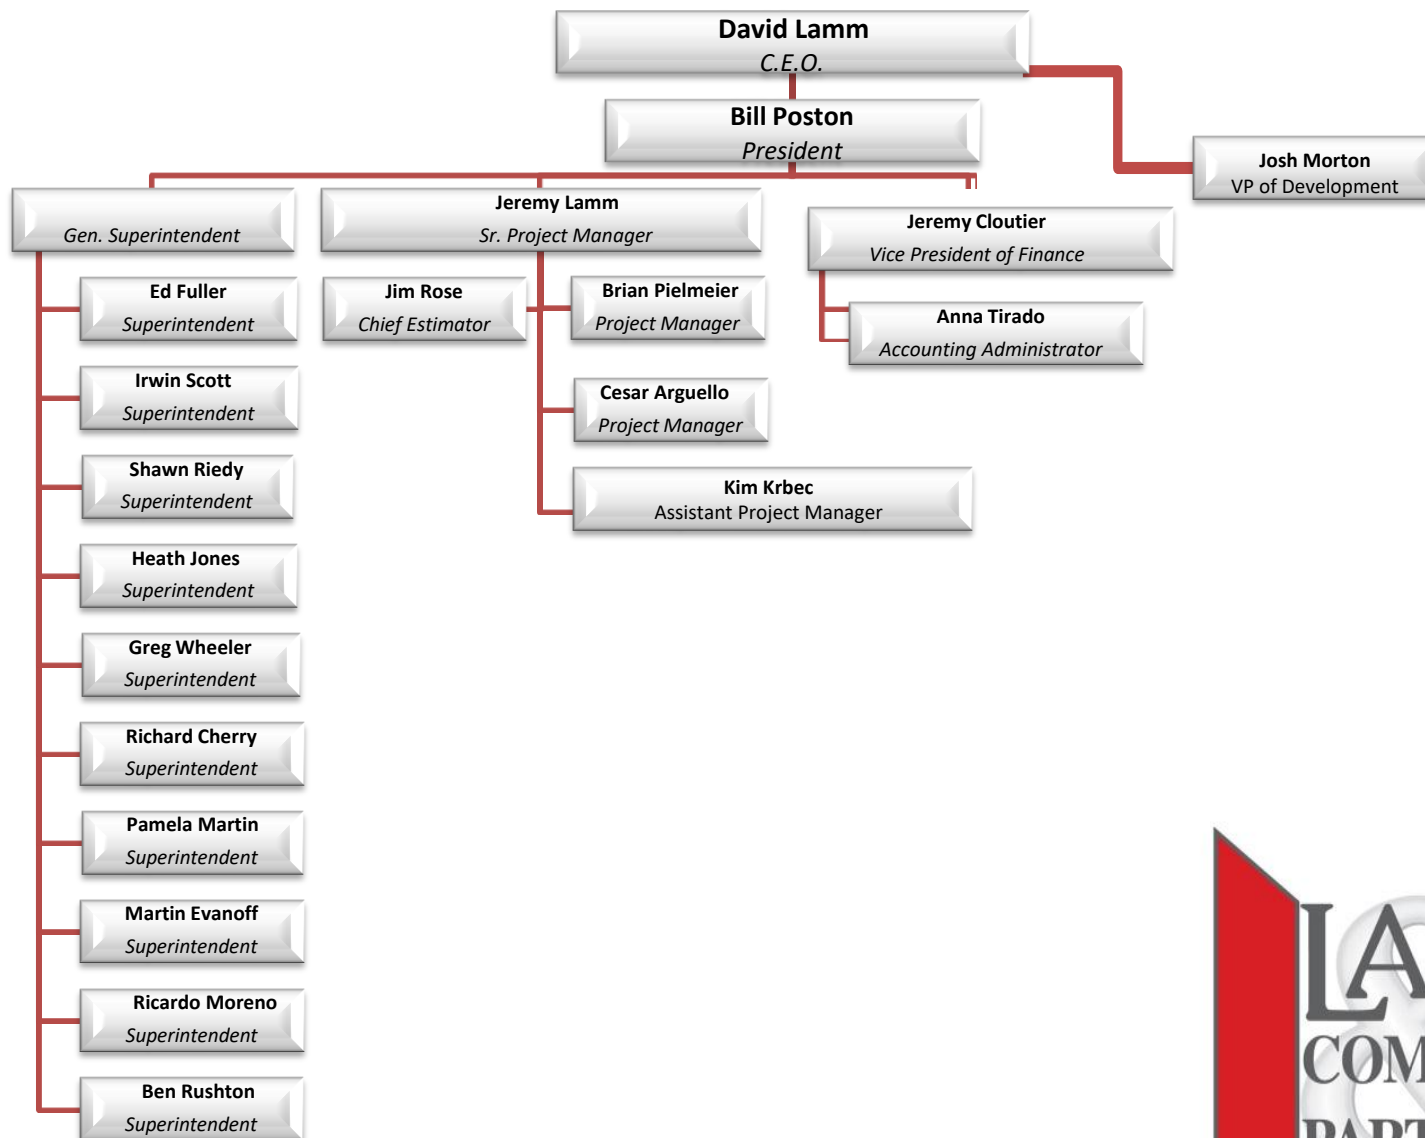 David Lamm
C.E.O.
Bill Poston
President
Josh Morton
VP of Development
Gen. Superintendent
Jeremy Lamm
Sr. Project Manager
Jeremy Cloutier
Vice President of Finance
Ed Fuller
Superintendent
Jim Rose
Chief Estimator
Brian Pielmeier
Project Manager
Anna Tirado
Accounting Administrator
Irwin Scott
Superintendent
Cesar Arguello
Project Manager
Shawn Riedy
Superintendent
Kim Krbec
Assistant Project Manager
Heath Jones
Superintendent
Greg Wheeler
Superintendent
Richard Cherry
Superintendent
Pamela Martin
Superintendent
Martin Evanoff
Superintendent
Ricardo Moreno
Superintendent
Ben Rushton
Superintendent